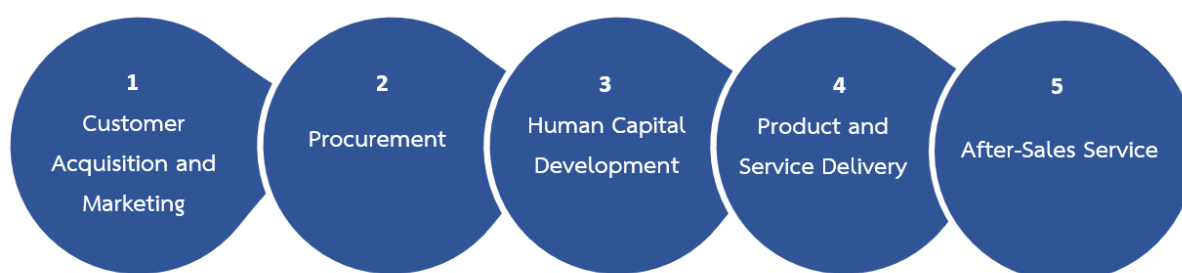 1
Customer
Acquisition and
Marketing
2
Procurement
3
Human Capital
Development
4
Product and
Service Delivery
5
After-Sales Service